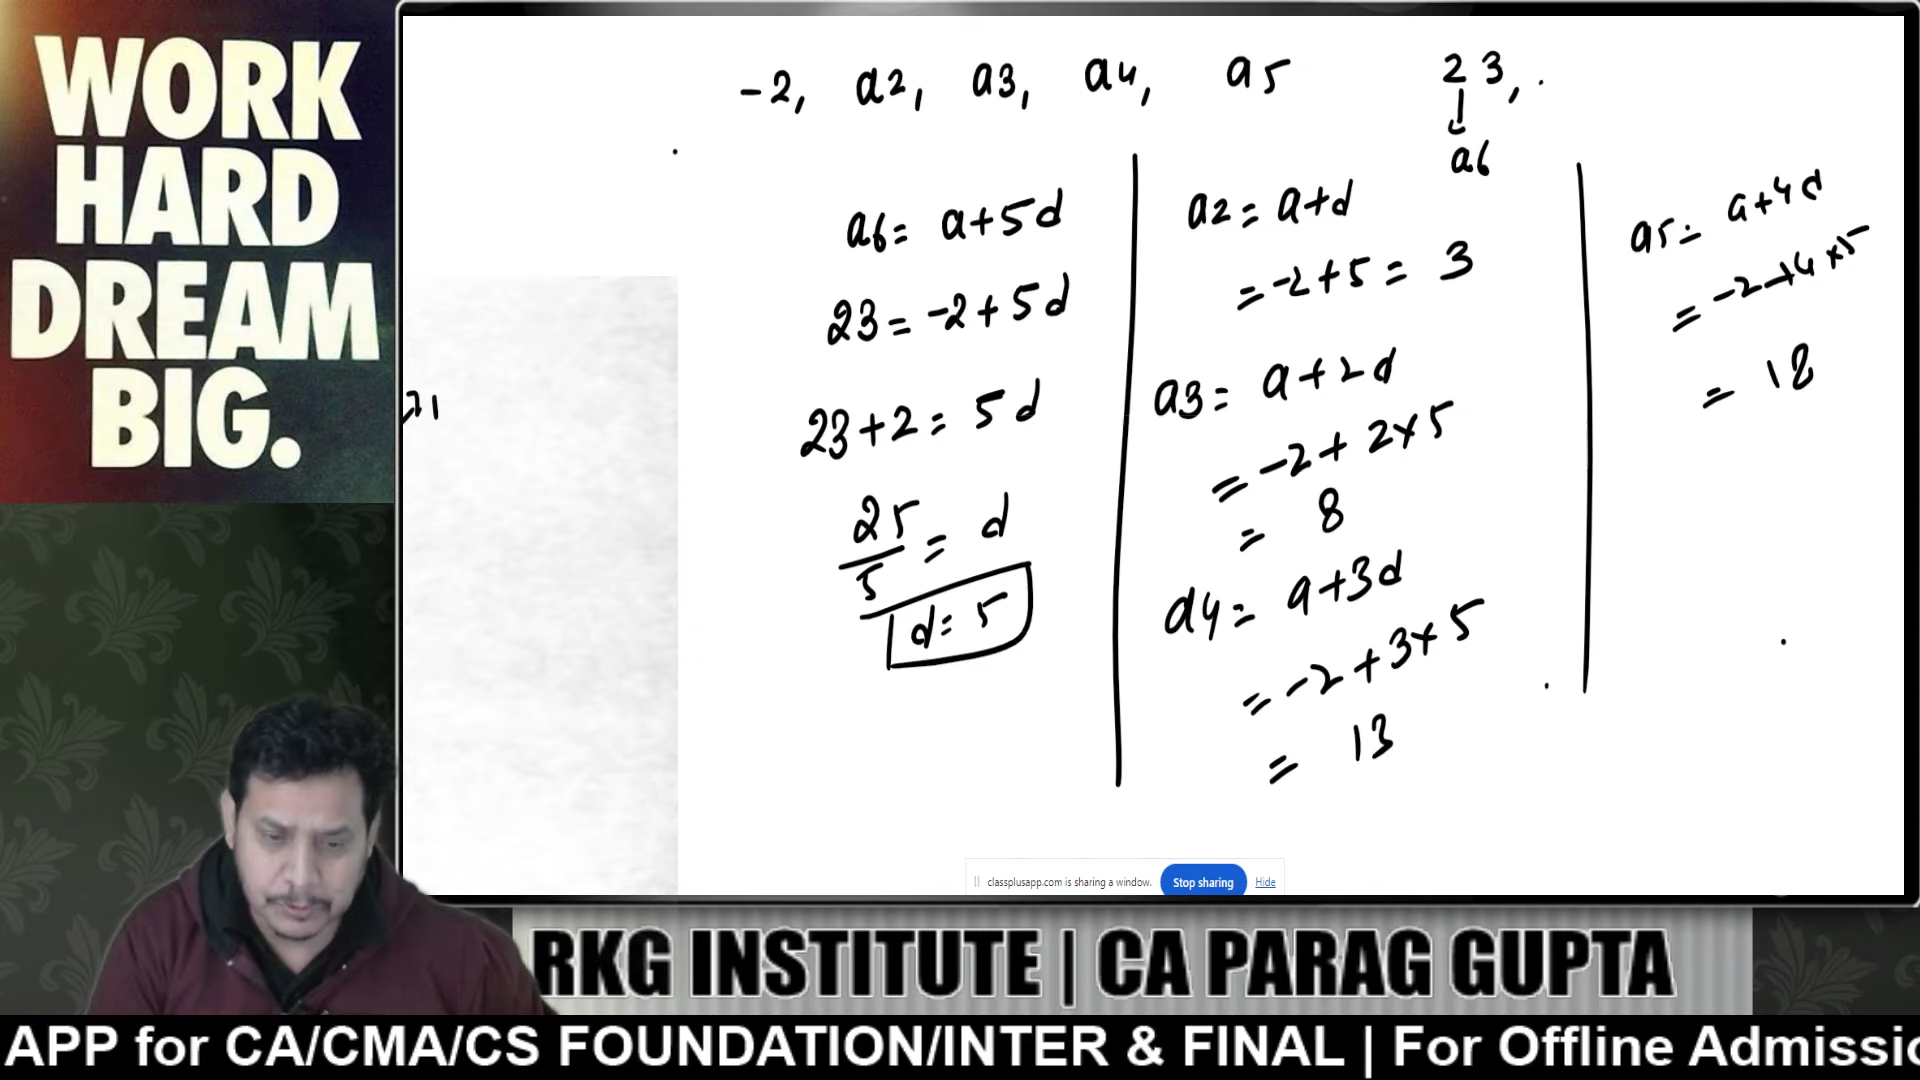 WORK
HARD
DREAM
BIG.
-2, a2, a3, a4, a5 23, .
a6
a6 = a+5d
23 = -2+5d
23+2 = 5d
25/5 = d
d = 5
a2 = a+d
= -2+5 = 3
a3 = a+2d
= -2+2×5
= 8
a4 = a+3d
= -2+3×5
= 13
a5 = a+4d
= -2+4×5
= 18
classplusapp.com is sharing a window. Stop sharing Hide
RKG INSTITUTE | CA PARAG GUPTA
APP for CA/CMA/CS FOUNDATION/INTER & FINAL | For Offline Admissio